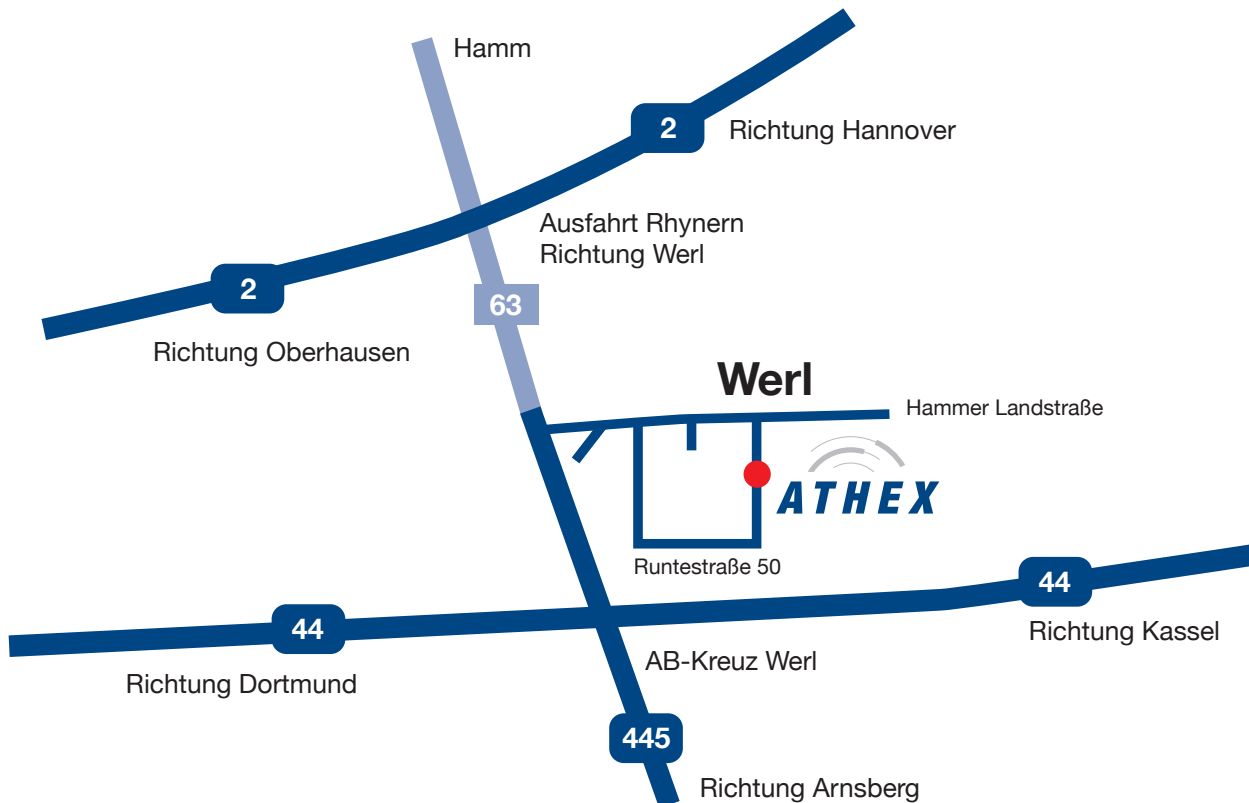 Hamm
2
Richtung Hannover
Ausfahrt Rhynern
Richtung Werl
2
63
Richtung Oberhausen
Werl
Hammer Landstraße
ATHEX
Runtestraße 50
44
44
Richtung Kassel
AB-Kreuz Werl
Richtung Dortmund
445
Richtung Arnsberg